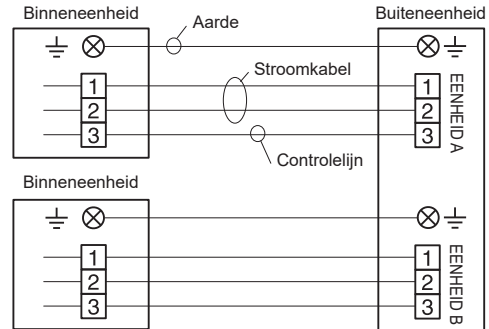 Binneneenheid
Buiteneenheid
Aarde
Stroomkabel
1
2
3
1
2
3
EENHEID A
Controlelijn
Binneneenheid
1
2
3
1
2
3
EENHEID B